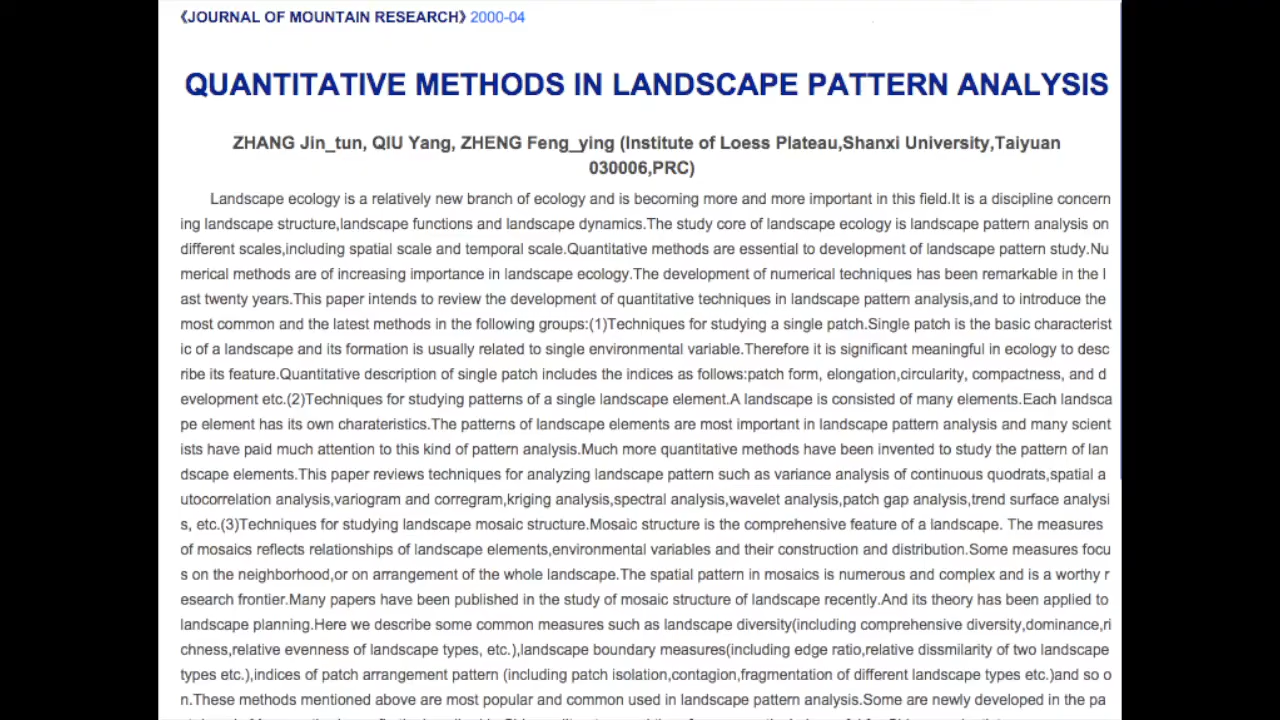 《JOURNAL OF MOUNTAIN RESEARCH》 2000-04
QUANTITATIVE METHODS IN LANDSCAPE PATTERN ANALYSIS
ZHANG Jin_tun, QIU Yang, ZHENG Feng_ying (Institute of Loess Plateau,Shanxi University,Taiyuan
030006,PRC)
Landscape ecology is a relatively new branch of ecology and is becoming more and more important in this field.It is a discipline concern
ing landscape structure,landscape functions and landscape dynamics.The study core of landscape ecology is landscape pattern analysis on
different scales,including spatial scale and temporal scale.Quantitative methods are essential to development of landscape pattern study.Nu
merical methods are of increasing importance in landscape ecology.The development of numerical techniques has been remarkable in the l
ast twenty years.This paper intends to review the development of quantitative techniques in landscape pattern analysis,and to introduce the
most common and the latest methods in the following groups:(1)Techniques for studying a single patch.Single patch is the basic characterist
ic of a landscape and its formation is usually related to single environmental variable.Therefore it is significant meaningful in ecology to desc
ribe its feature.Quantitative description of single patch includes the indices as follows:patch form, elongation,circularity, compactness, and d
evelopment etc.(2)Techniques for studying patterns of a single landscape element.A landscape is consisted of many elements.Each landsca
pe element has its own charateristics.The patterns of landscape elements are most important in landscape pattern analysis and many scient
ists have paid much attention to this kind of pattern analysis.Much more quantitative methods have been invented to study the pattern of lan
dscape elements.This paper reviews techniques for analyzing landscape pattern such as variance analysis of continuous quodrats,spatial a
utocorrelation analysis,variogram and corregram,kriging analysis,spectral analysis,wavelet analysis,patch gap analysis,trend surface analysi
s, etc.(3)Techniques for studying landscape mosaic structure.Mosaic structure is the comprehensive feature of a landscape. The measures
of mosaics reflects relationships of landscape elements,environmental variables and their construction and distribution.Some measures focu
s on the neighborhood,or on arrangement of the whole landscape.The spatial pattern in mosaics is numerous and complex and is a worthy r
esearch frontier.Many papers have been published in the study of mosaic structure of landscape recently.And its theory has been applied to
landscape planning.Here we describe some common measures such as landscape diversity(including comprehensive diversity,dominance,ri
chness,relative evenness of landscape types, etc.),landscape boundary measures(including edge ratio,relative dissmilarity of two landscape
types etc.),indices of patch arrangement pattern (including patch isolation,contagion,fragmentation of different landscape types etc.)and so o
n.These methods mentioned above are most popular and common used in landscape pattern analysis.Some are newly developed in the pa